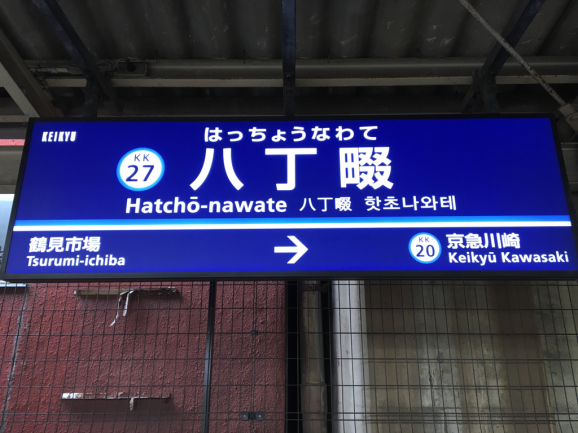 KEIKYU
はっちょうなわて
KK
27
八丁畷
Hatchō-nawate 八丁畷 핫초나와테
鶴見市場
Tsurumi-ichiba
→
KK
20
京急川崎
Keikyū Kawasaki